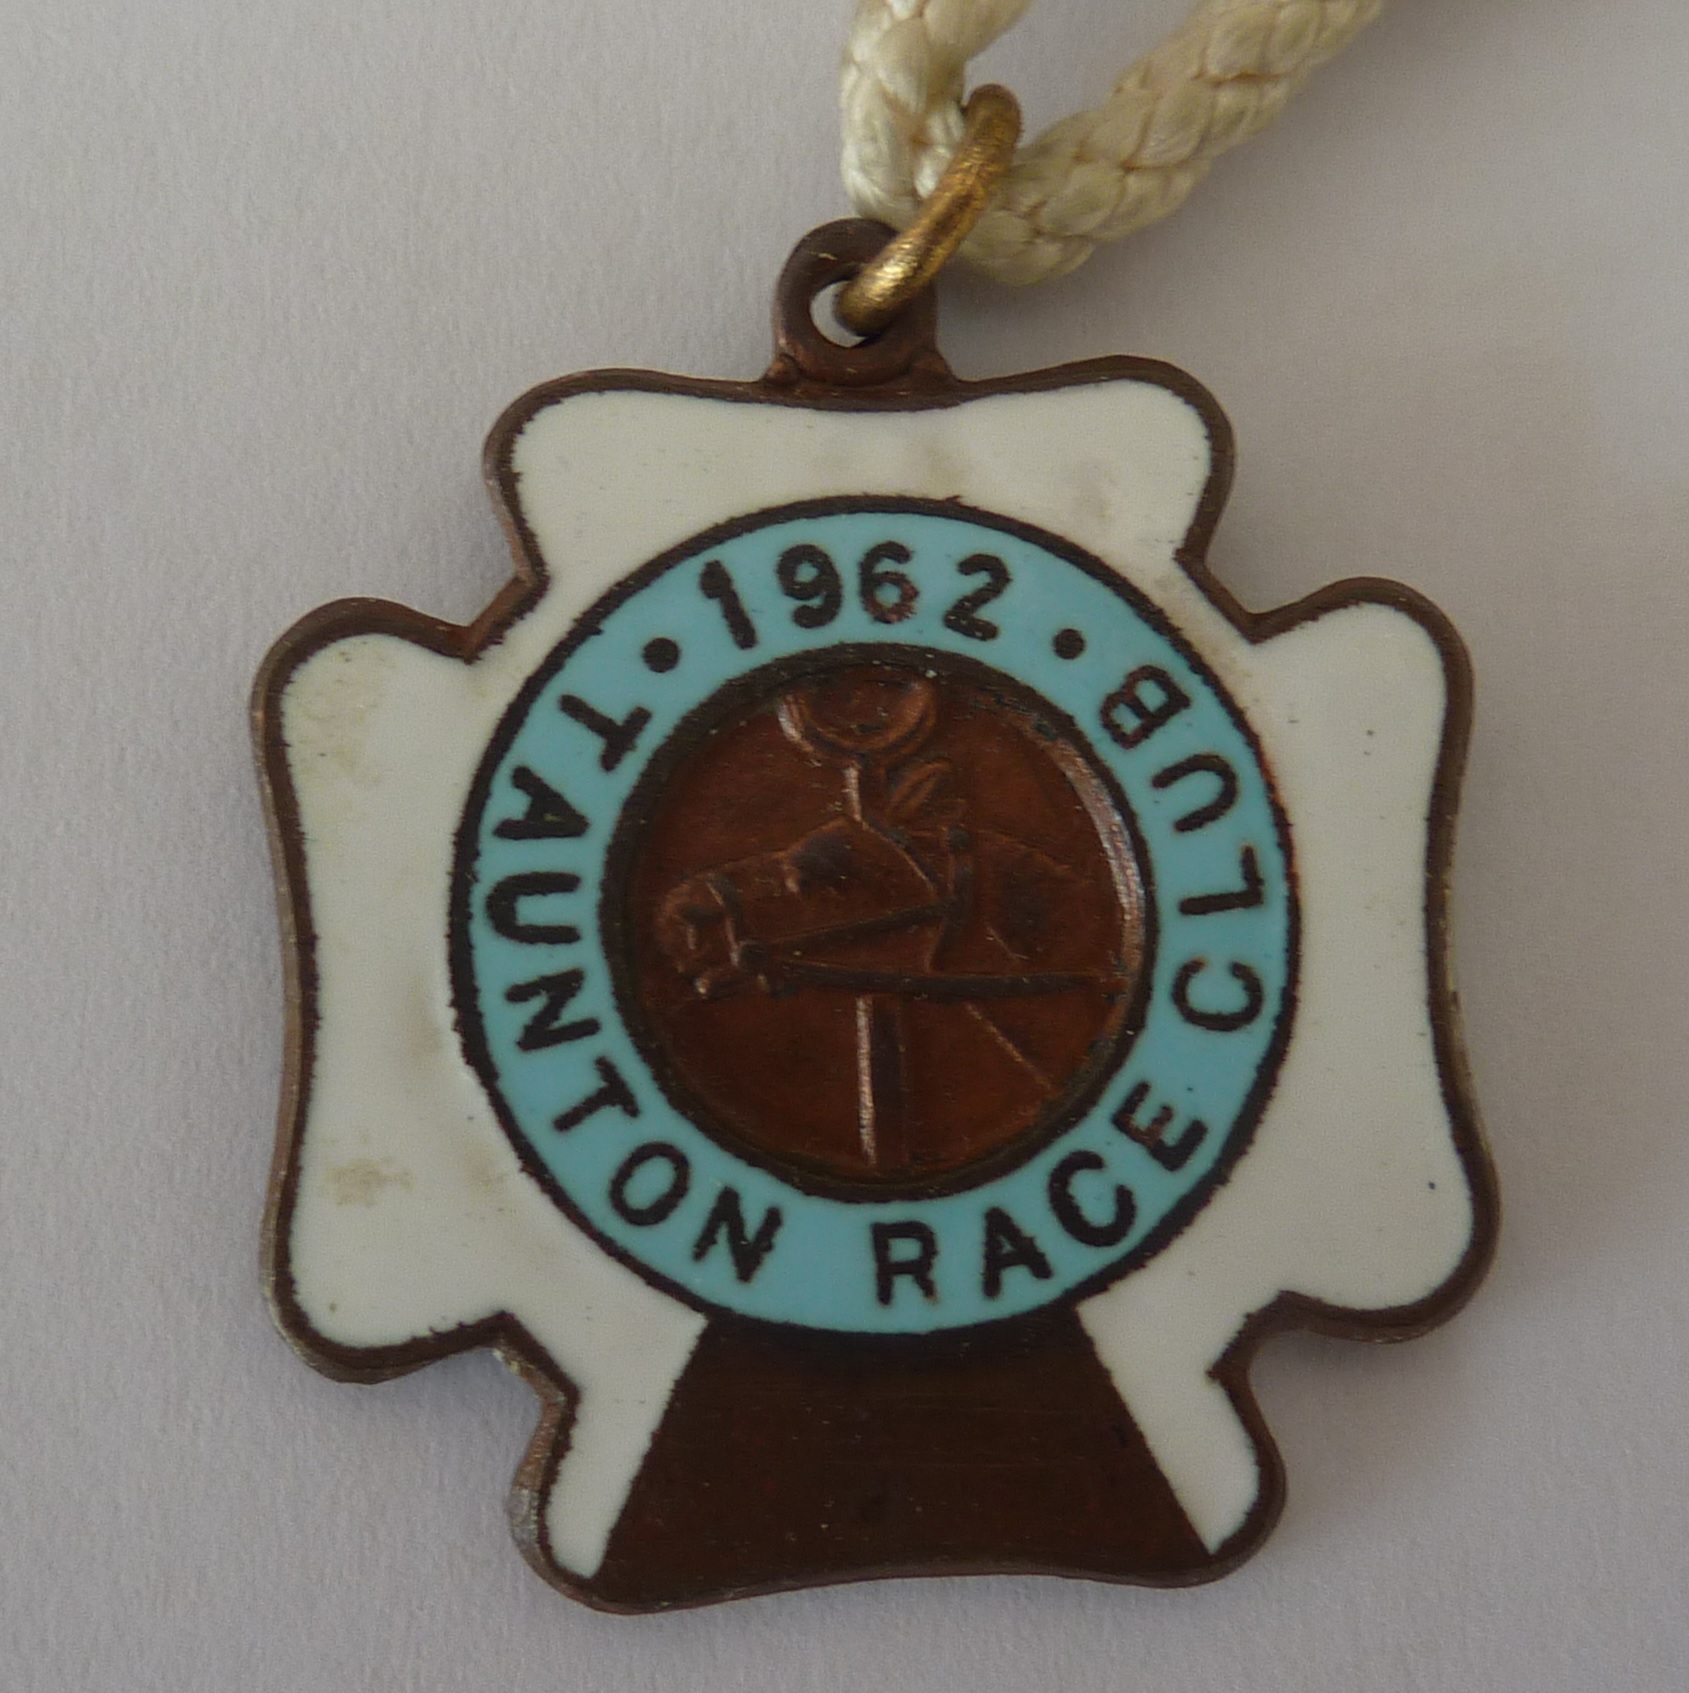 · 1962 ·
TAUNTON RACE CLUB